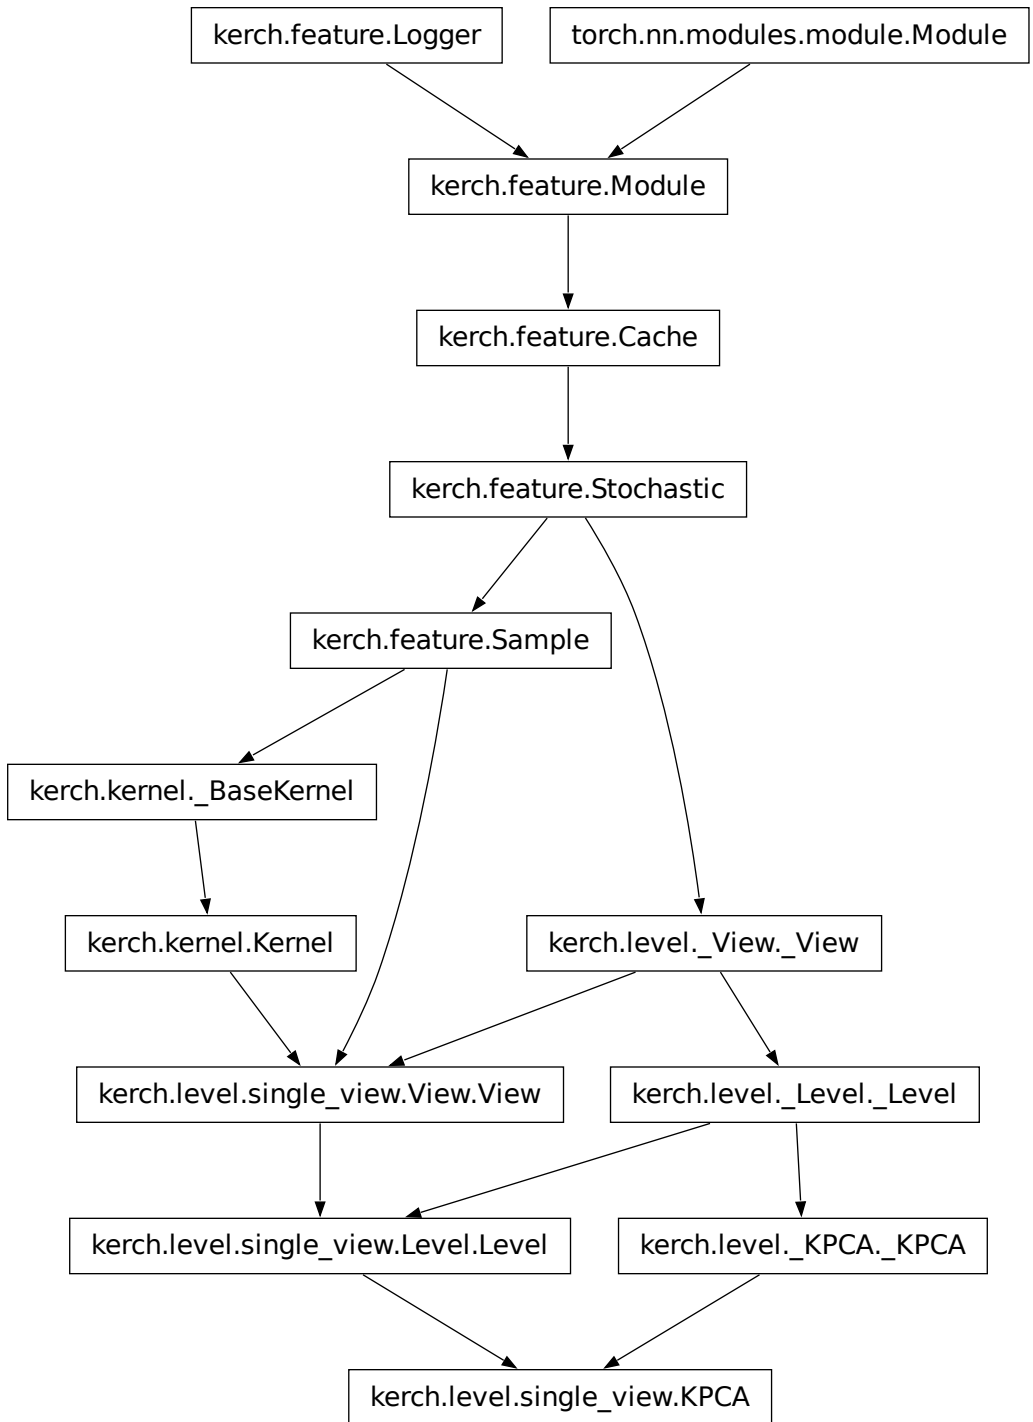 kerch.feature.Logger
torch.nn.modules.module.Module
kerch.feature.Module
kerch.feature.Cache
kerch.feature.Stochastic
kerch.feature.Sample
kerch.kernel._BaseKernel
kerch.kernel.Kernel
kerch.level._View._View
kerch.level.single_view.View.View
kerch.level._Level._Level
kerch.level.single_view.Level.Level
kerch.level._KPCA._KPCA
kerch.level.single_view.KPCA